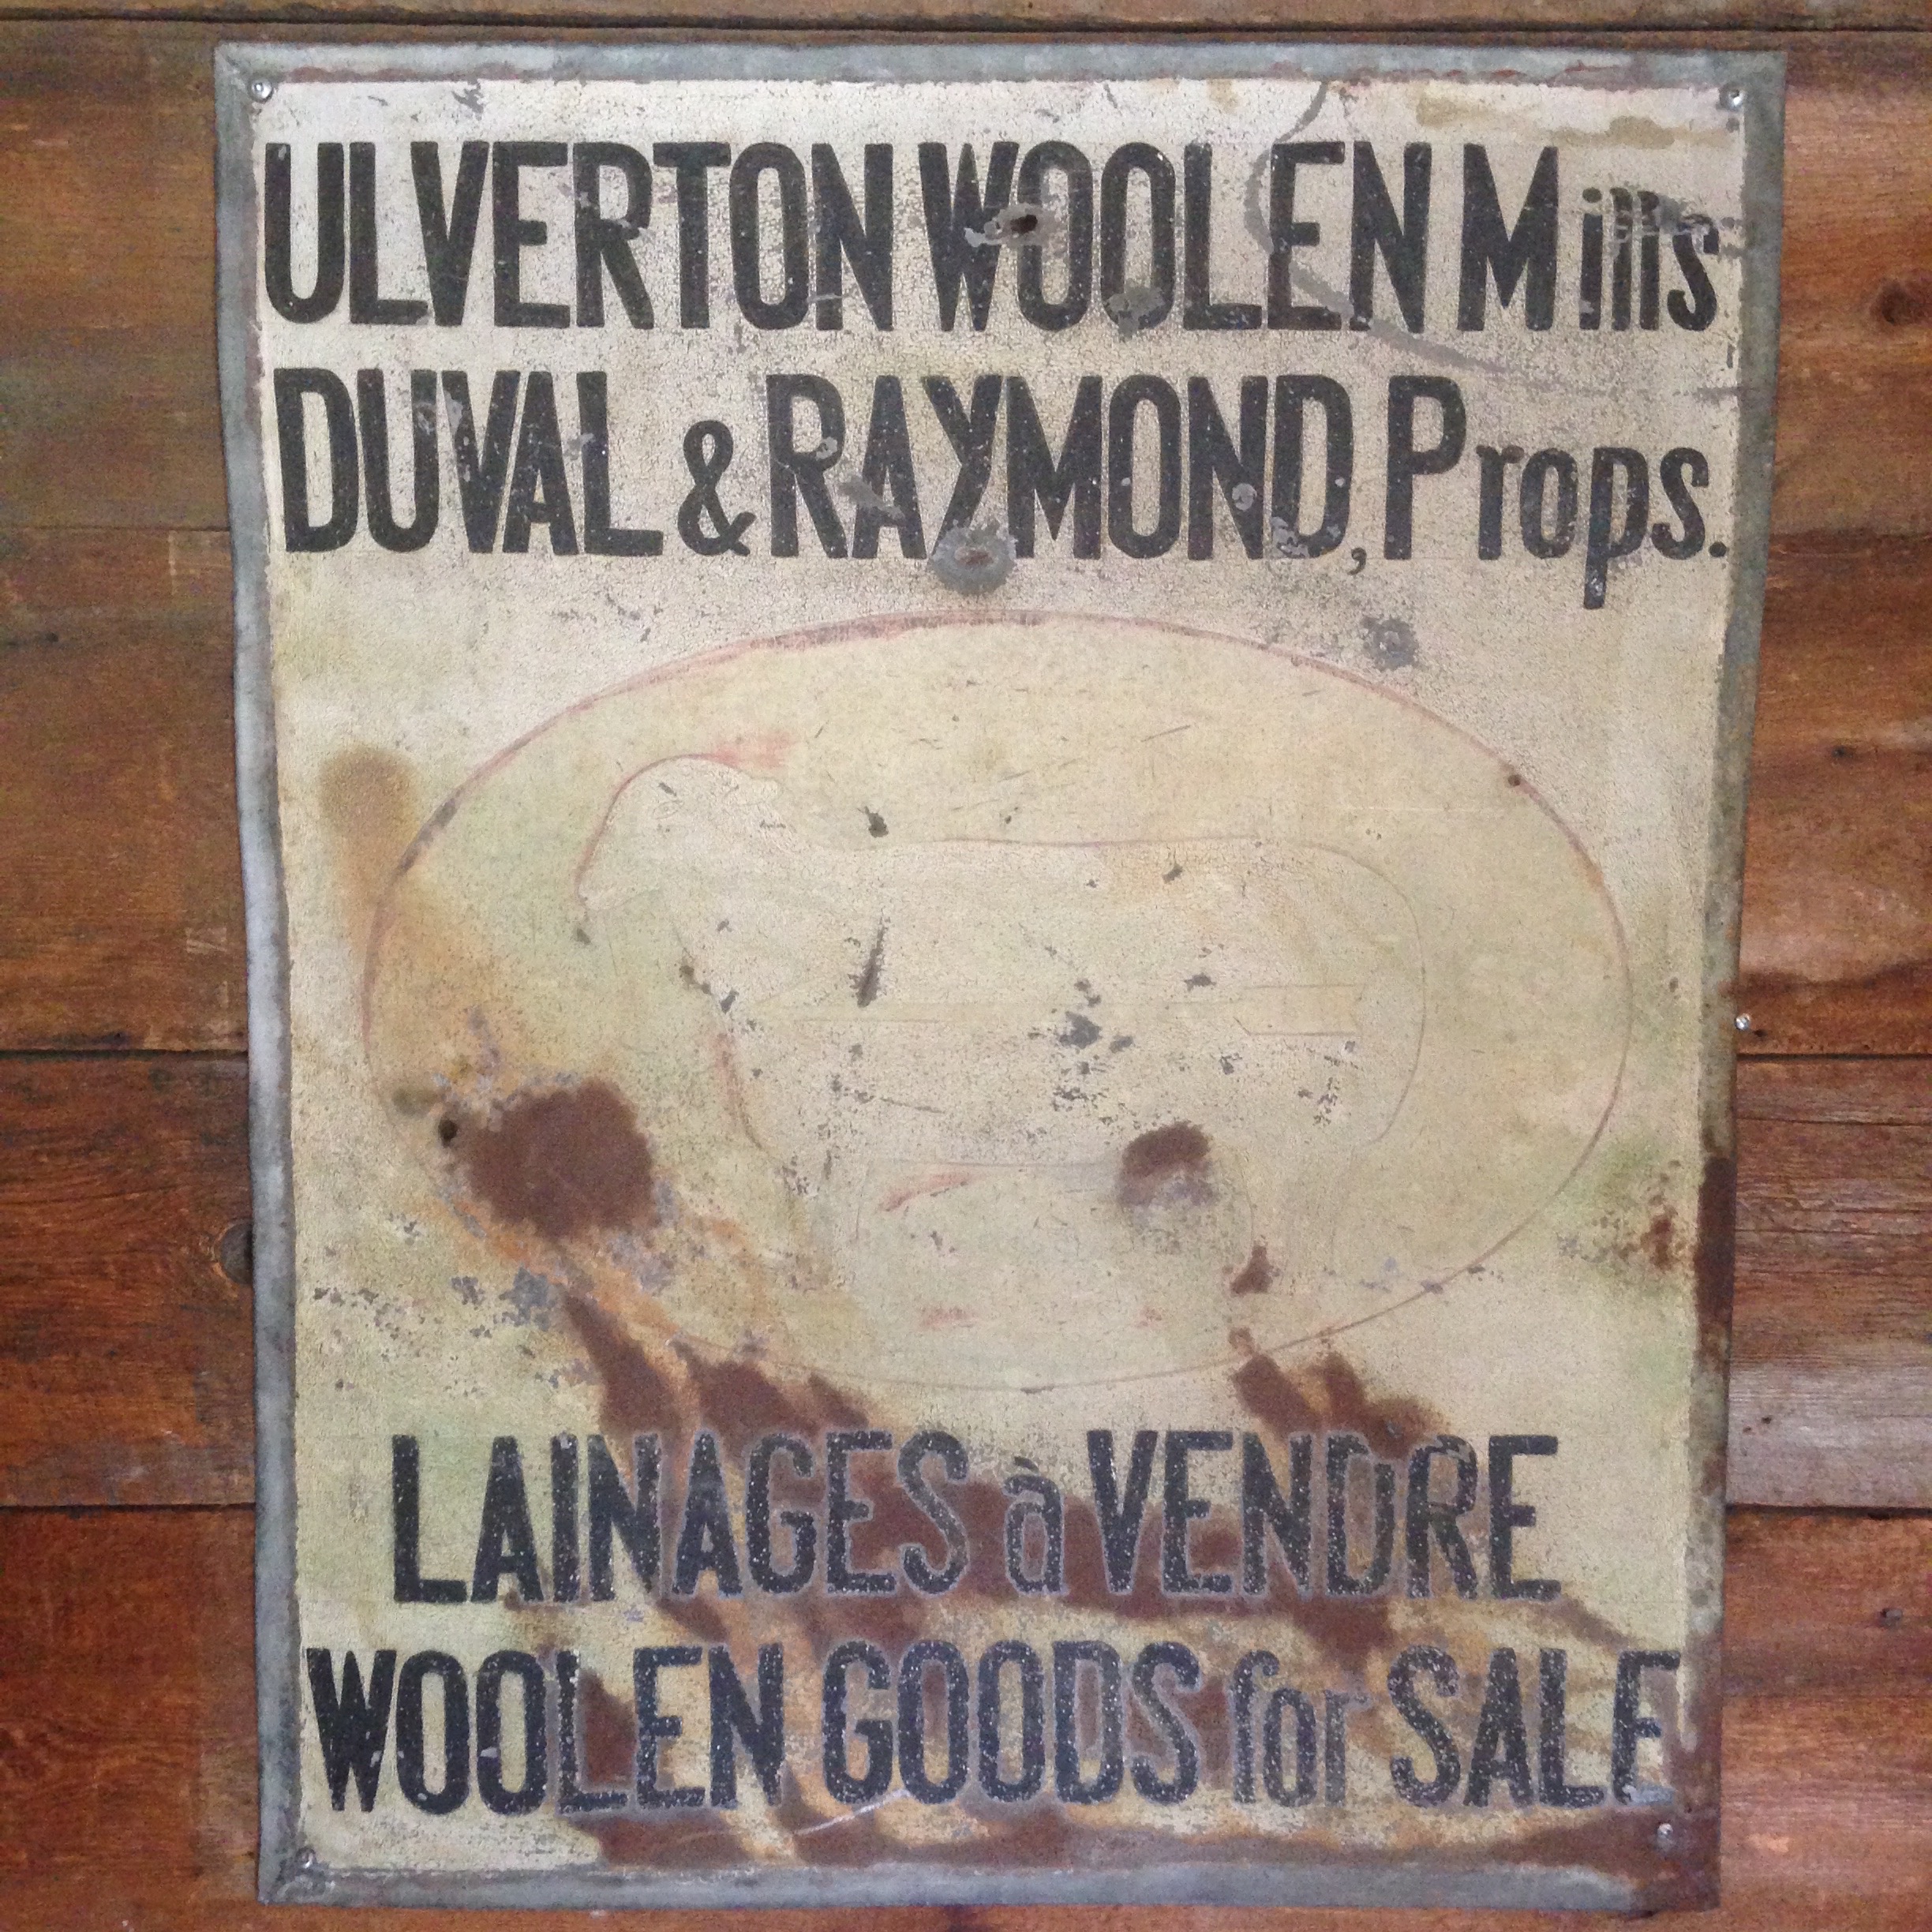 ULVERTON WOOLEN Mills
DUVAL & RAYMOND, Props.
LAINAGES à VENDRE
WOOLEN GOODS for SALE